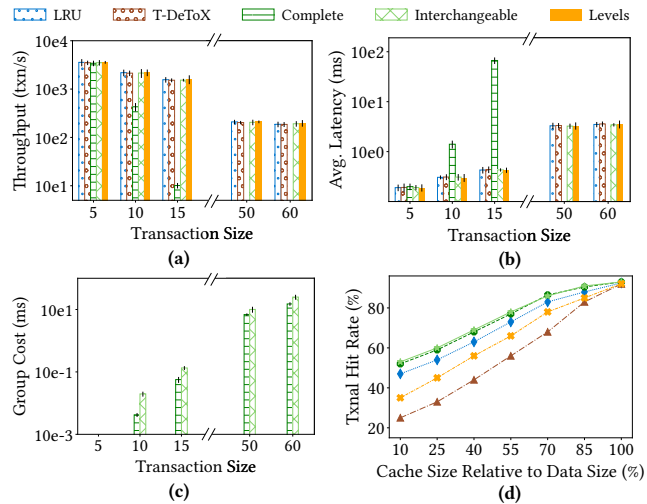 LRU T-DeToX Complete Interchangeable Levels
Throughput (txn/s)
10e4
10e3
10e2
10e1
5 10 15 50 60
Transaction Size
(a)
Avg. Latency (ms)
10e2
10e1
10e0
5 10 15 50 60
Transaction Size
(b)
Group Cost (ms)
10e1
10e-1
10e-3
5 10 15 50 60
Transaction Size
(c)
Txnal Hit Rate (%)
80
60
40
20
10 25 40 55 70 85 100
Cache Size Relative to Data Size (%)
(d)